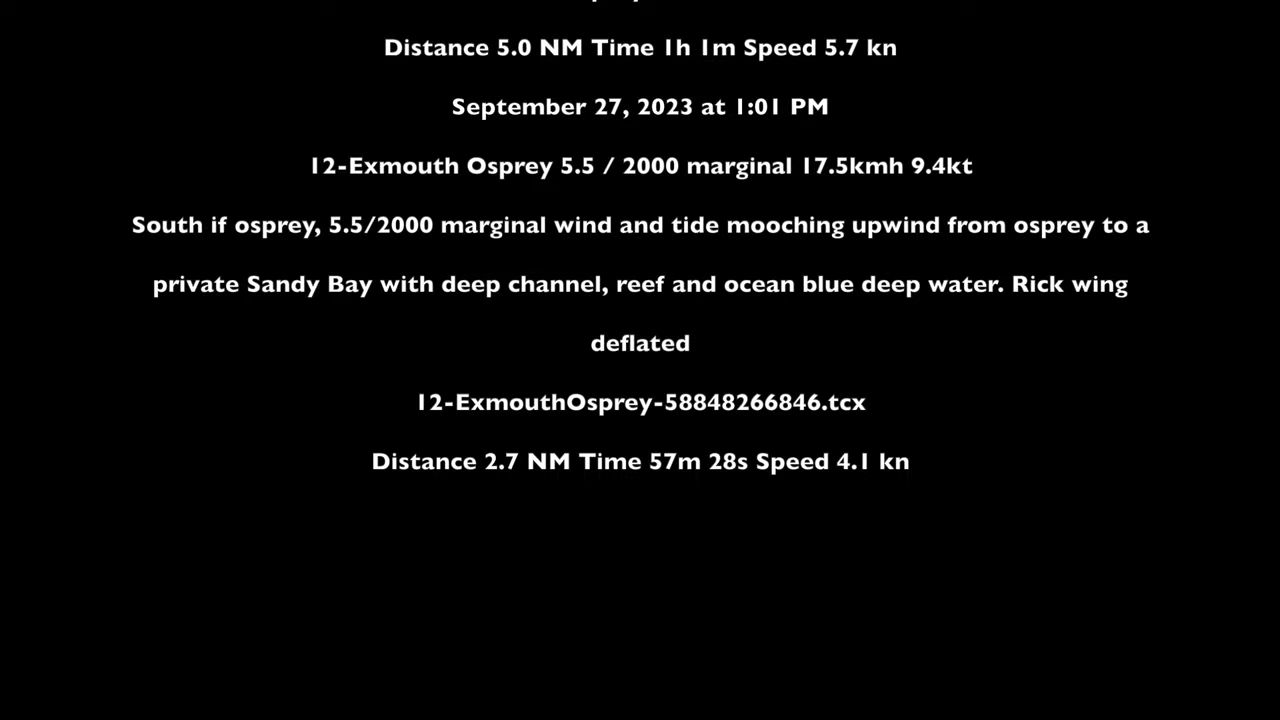 Distance 5.0 NM Time 1h 1m Speed 5.7 kn
September 27, 2023 at 1:01 PM
12-Exmouth Osprey 5.5 / 2000 marginal 17.5kmh 9.4kt
South if osprey, 5.5/2000 marginal wind and tide mooching upwind from osprey to a
private Sandy Bay with deep channel, reef and ocean blue deep water. Rick wing
deflated
12-ExmouthOsprey-58848266846.tcx
Distance 2.7 NM Time 57m 28s Speed 4.1 kn